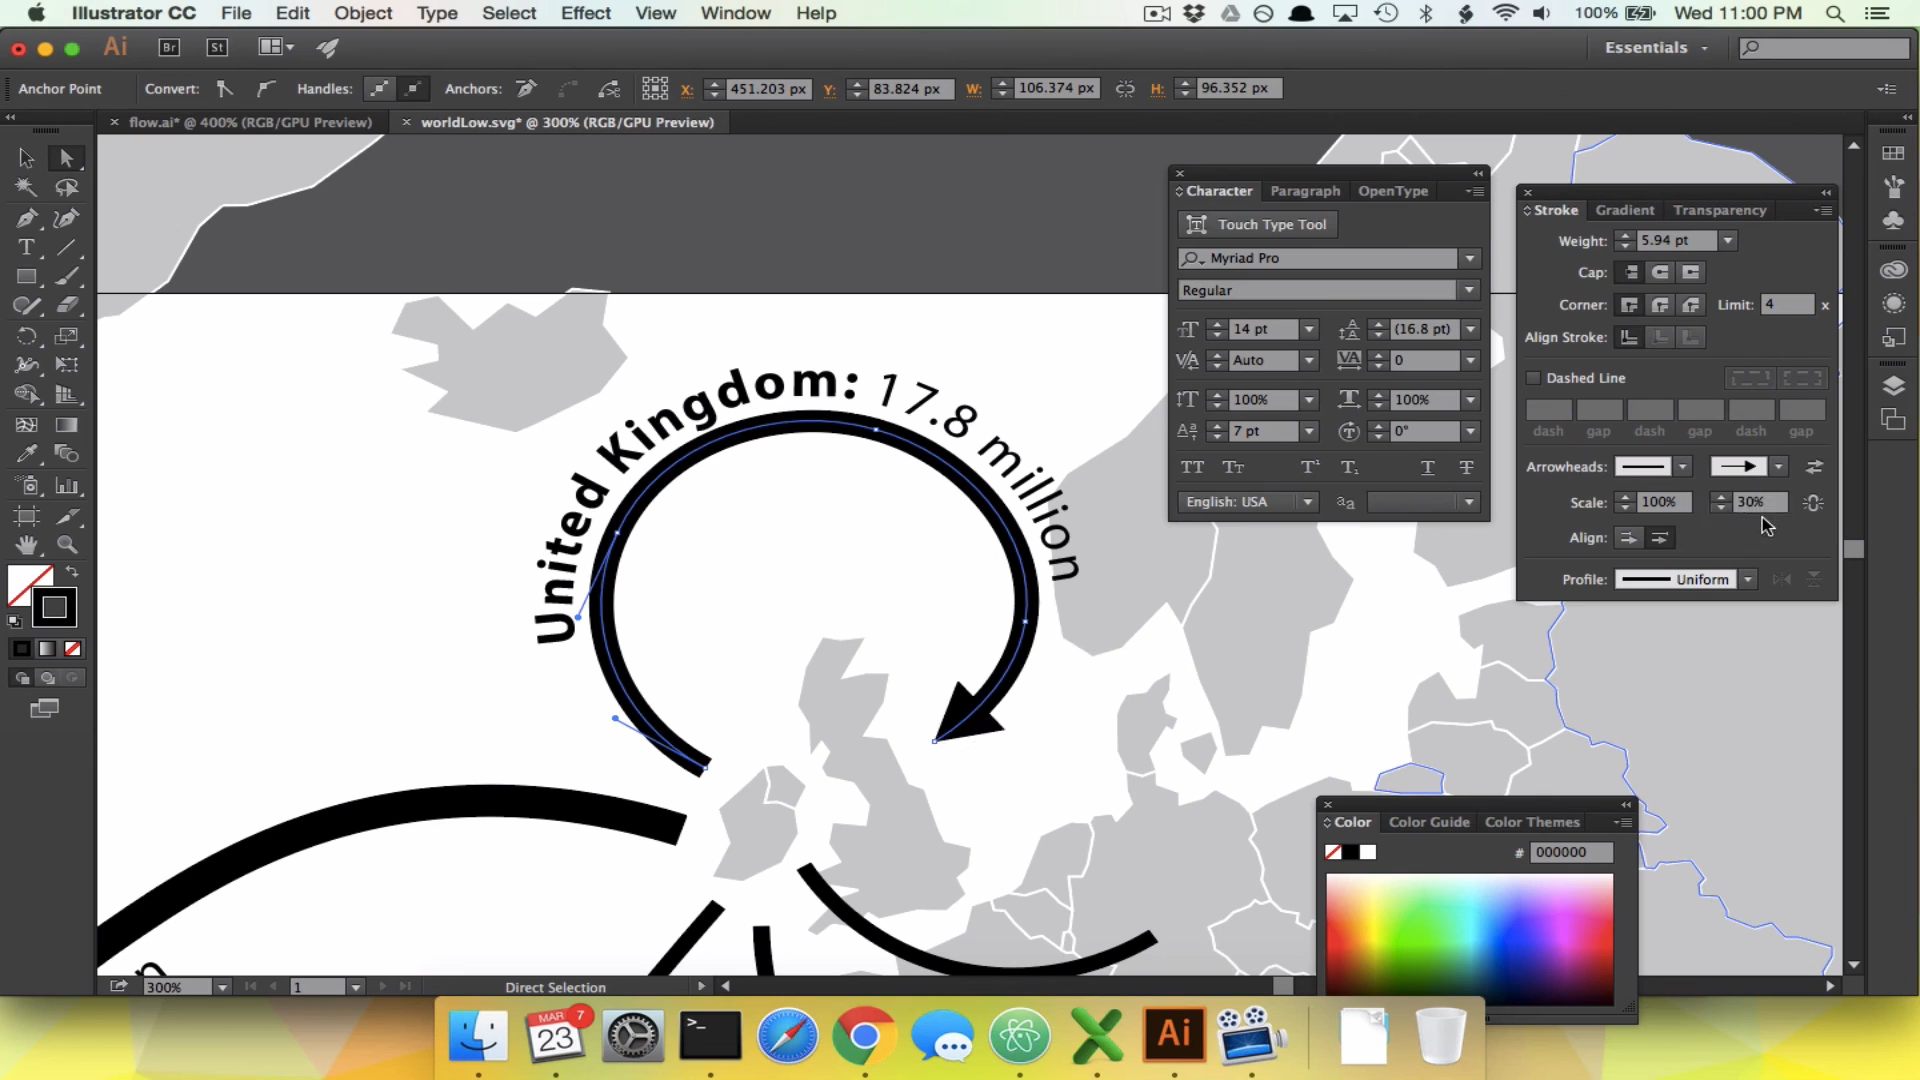 Illustrator CC File Edit Object Type Select Effect View Window Help 100% Wed 11:00 PM
Ai Br St Essentials
Anchor Point Convert: Handles: Anchors: X: 451.203 px Y: 83.824 px W: 106.374 px H: 96.352 px
flow.ai* @ 400% (RGB/GPU Preview) worldLow.svg* @ 300% (RGB/GPU Preview)
Character Paragraph OpenType
Touch Type Tool
Myriad Pro
Regular
14 pt (16.8 pt)
Auto 0
100% 100%
7 pt 0°
English: USA
Stroke Gradient Transparency
Weight: 5.94 pt
Cap:
Corner: Limit: 4 x
Align Stroke:
Dashed Line
dash gap dash gap dash gap
Arrowheads:
Scale: 100% 30%
Align:
Profile: Uniform
United Kingdom: 17.8 million
n
Color Color Guide Color Themes
# 000000
300% 1 Direct Selection
MAR 7
23
Ai